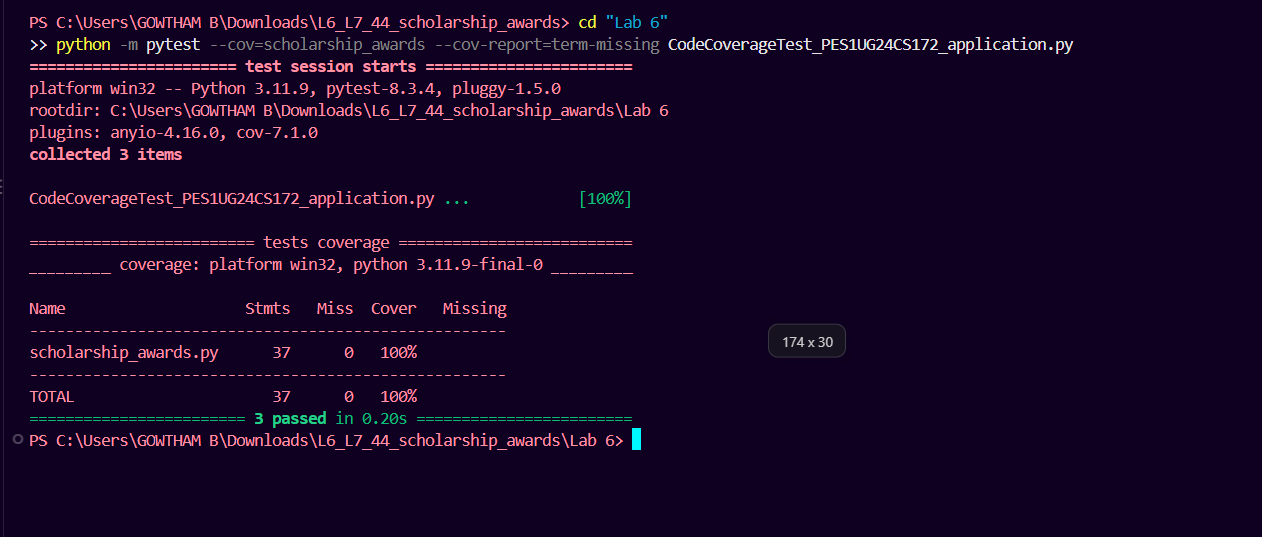 PS C:\Users\GOWTHAM B\Downloads\L6_L7_44_scholarship_awards> cd "Lab 6"
>> python -m pytest --cov=scholarship_awards --cov-report=term-missing CodeCoverageTest_PES1UG24CS172_application.py
======================= test session starts =======================
platform win32 -- Python 3.11.9, pytest-8.3.4, pluggy-1.5.0
rootdir: C:\Users\GOWTHAM B\Downloads\L6_L7_44_scholarship_awards\Lab 6
plugins: anyio-4.16.0, cov-7.1.0
collected 3 items
CodeCoverageTest_PES1UG24CS172_application.py ... [100%]
========================= tests coverage ==========================
_________ coverage: platform win32, python 3.11.9-final-0 _________
Name Stmts Miss Cover Missing
-----------------------------------------------------
scholarship_awards.py 37 0 100%
-----------------------------------------------------
TOTAL 37 0 100%
======================== 3 passed in 0.20s ========================
PS C:\Users\GOWTHAM B\Downloads\L6_L7_44_scholarship_awards\Lab 6>
174 x 30